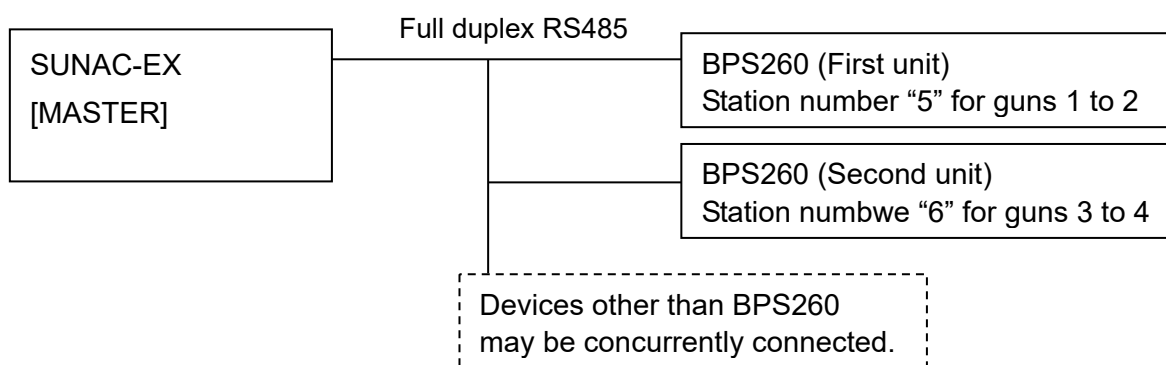 Full duplex RS485
SUNAC-EX
[MASTER]
BPS260 (First unit)
Station number “5” for guns 1 to 2
BPS260 (Second unit)
Station numbwe “6” for guns 3 to 4
Devices other than BPS260
may be concurrently connected.